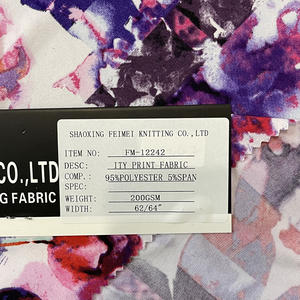 SHAOXING FEIMEI KNITTING CO.,LTD
ITEM NO: FM-12242
DESC: ITY PRINT FABRIC
COMP.: 95%POLYESTER 5%SPAN
SPEC:
WEIGHT: 200GSM
WIDTH: 62/64"
CO.,LTD
G FABRIC